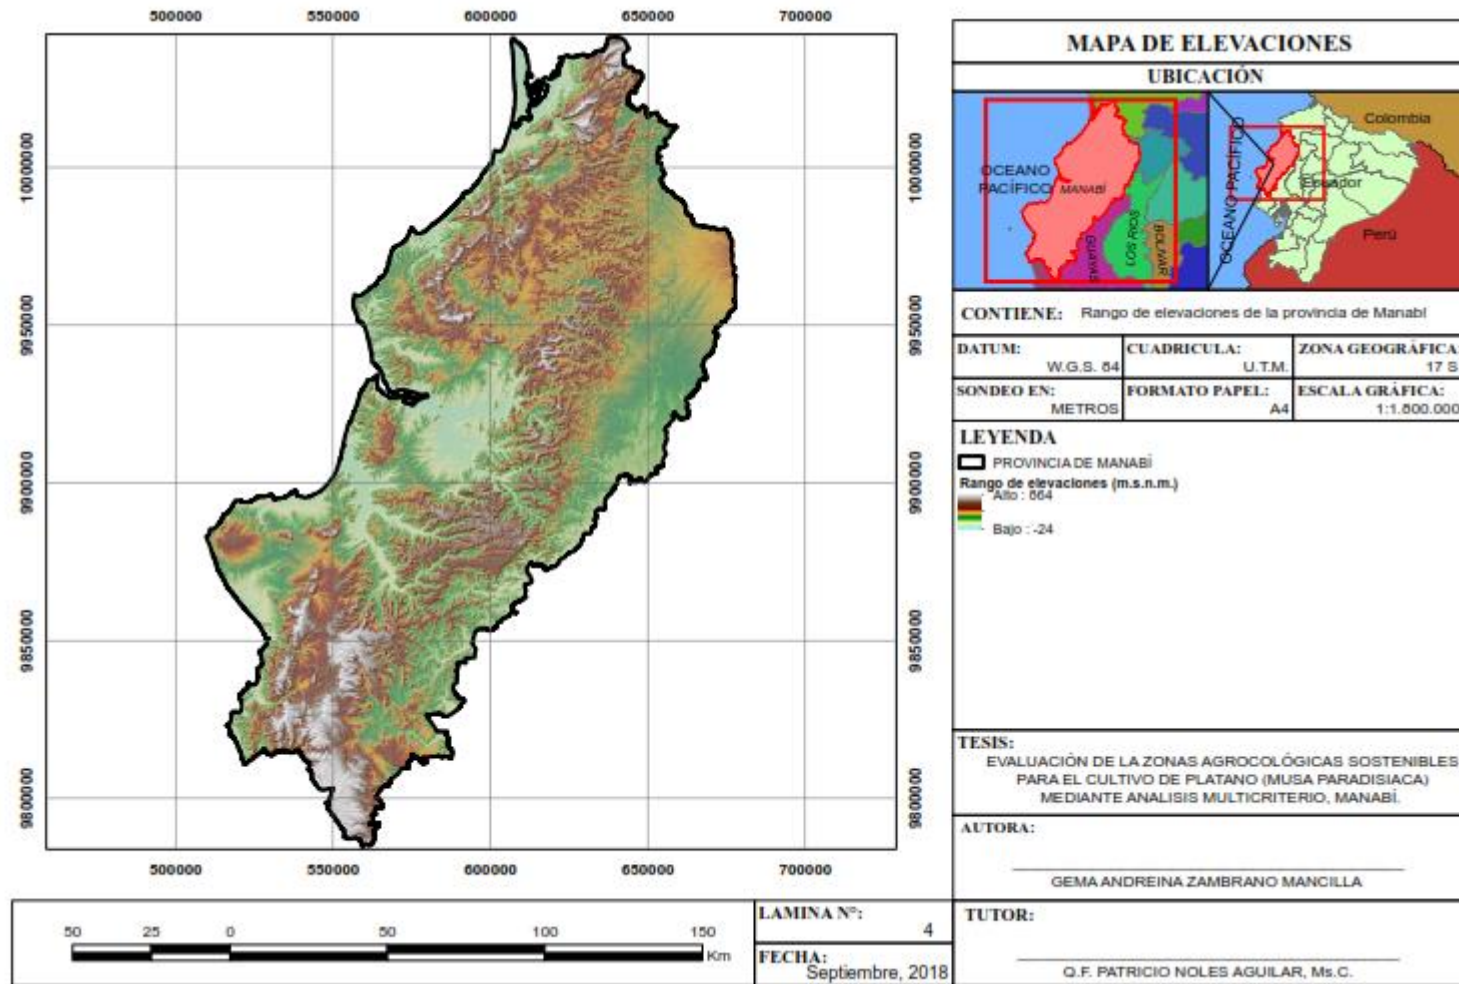 500000 550000 600000 650000 700000
10000000
9950000
9900000
9850000
9800000
10000000
9950000
9900000
9850000
9800000
500000 550000 600000 650000 700000
50 25 0 50 100 150
Km
LAMINA N°:
4
FECHA:
Septiembre, 2018
MAPA DE ELEVACIONES
UBICACIÓN
OCEANO
PACÍFICO
MANABÍ
GUAYAS
LOS RIOS
BOLIVAR
OCEANO PACÍFICO
Colombia
Ecuador
Perú
CONTIENE: Rango de elevaciones de la provincia de Manabí
DATUM:
W.G.S. 84
CUADRICULA:
U.T.M.
ZONA GEOGRÁFICA:
17 S
SONDEO EN:
METROS
FORMATO PAPEL:
A4
ESCALA GRÁFICA:
1:1.800.000
LEYENDA
PROVINCIA DE MANABÍ
Rango de elevaciones (m.s.n.m.)
Alto : 864
Bajo : -24
TESIS:
EVALUACIÓN DE LA ZONAS AGROCOLÓGICAS SOSTENIBLES
PARA EL CULTIVO DE PLATANO (MUSA PARADISIACA)
MEDIANTE ANALISIS MULTICRITERIO, MANABÍ.
AUTORA:
GEMA ANDREINA ZAMBRANO MANCILLA
TUTOR:
Q.F. PATRICIO NOLES AGUILAR, Ms.C.